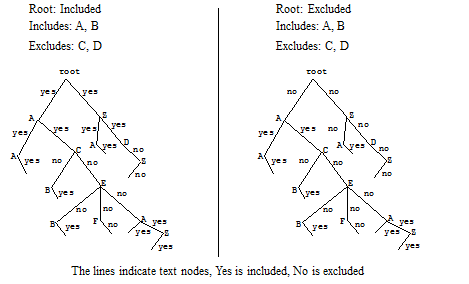 Root: Included
Includes: A, B
Excludes: C, D
root
yes yes
A E
yes yes yes yes
A C A D
yes no yes no
no E
no
B E
yes no
no no
B F A yes
yes no yes E
yes
Root: Excluded
Includes: A, B
Excludes: C, D
root
no no
A E
yes yes no no
A C A D
yes no yes no
no E
no
B E
yes no
no no
B F A yes
yes no yes E
yes
The lines indicate text nodes, Yes is included, No is excluded